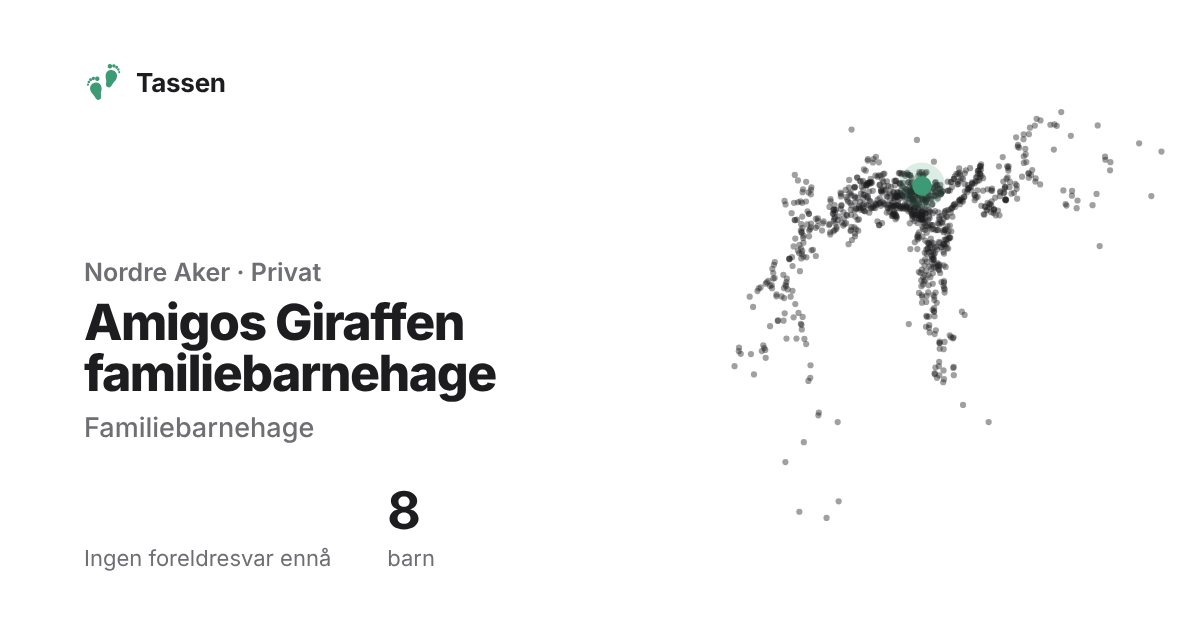 Tassen
Nordre Aker · Privat
Amigos Giraffen
familiebarnehage
Familiebarnehage
8
Ingen foreldresvar ennå
barn